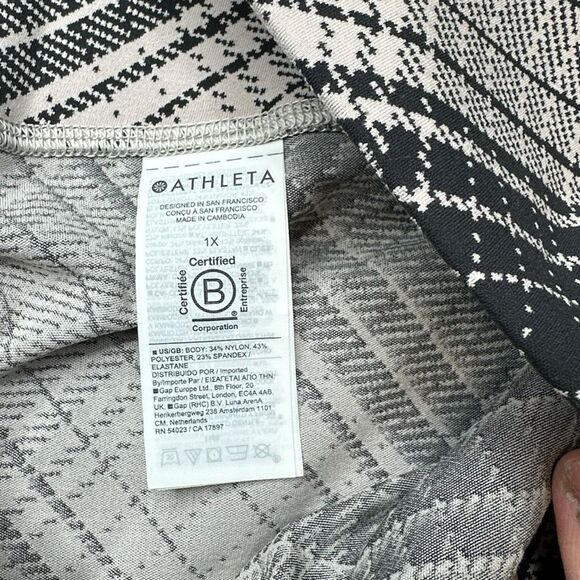 ATHLETA
DESIGNED IN SAN FRANCISCO
CONÇU À SAN FRANCISCO
MADE IN CAMBODIA
1X
Certified
Certifiée
B
Entreprise
®
Corporation
■ US/GB: BODY: 34% NYLON, 43%
POLYESTER, 23% SPANDEX /
ELASTANE
DISTRIBUIDO POR / Imported
By/Importe Par / ΕΙΣΑΓΕΤΑΙ ΑΠΟ ΤΗΝ:
■ Gap Europe Ltd., 8th Floor, 20
Farringdon Street, London, EC4A 4AB,
UK. ■ Gap (RHC) B.V. Luna ArenA,
Herikerbergweg 238 Amsterdam 1101
CM, Netherlands
RN 54023 / CA 17897